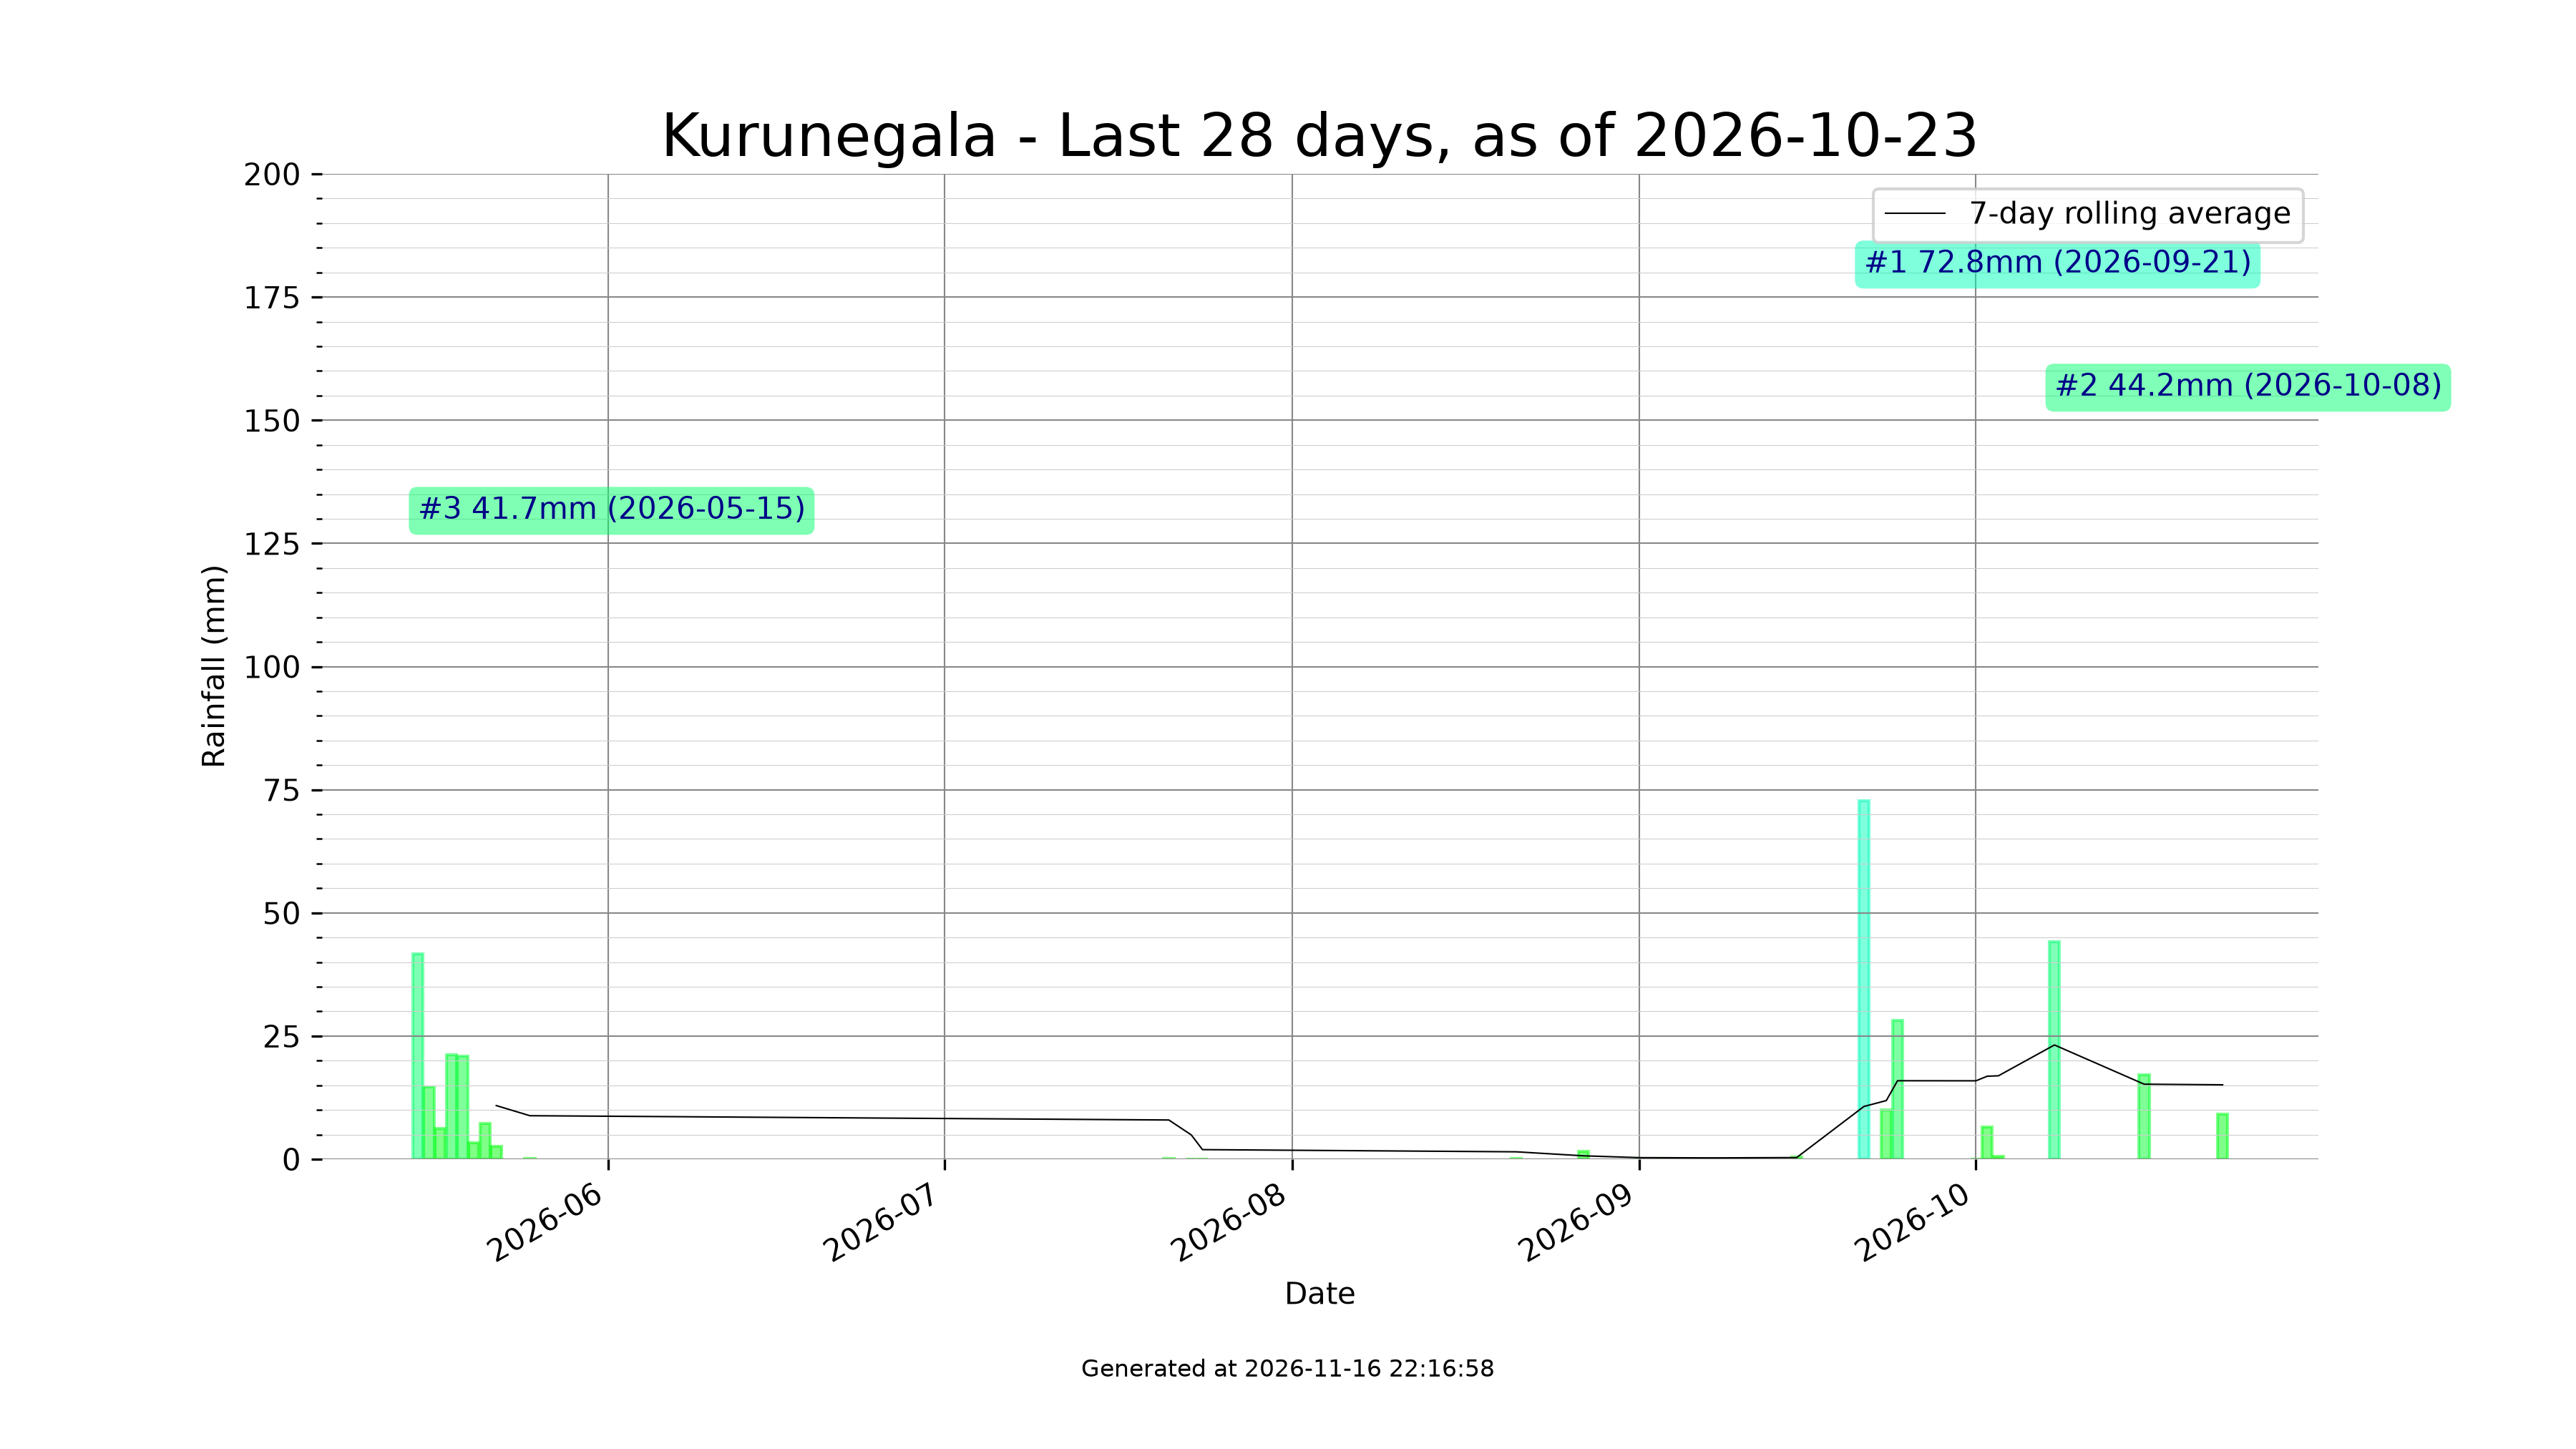 Kurunegala - Last 28 days, as of 2026-10-23
200
175
150
125
100
75
50
25
0
Rainfall (mm)
7-day rolling average
#1 72.8mm (2026-09-21)
#2 44.2mm (2026-10-08)
#3 41.7mm (2026-05-15)
2026-06
2026-07
2026-08
2026-09
2026-10
Date
Generated at 2026-11-16 22:16:58